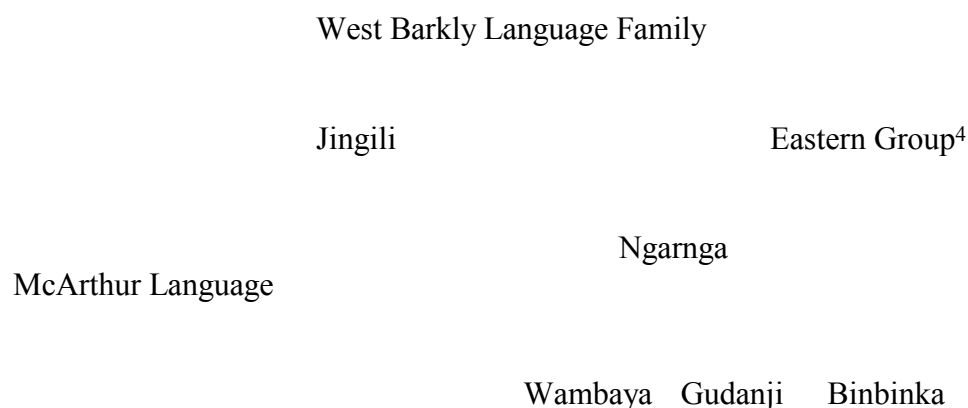 West Barkly Language Family
Jingili Eastern Group4
Ngarnga
McArthur Language
Wambaya Gudanji Binbinka